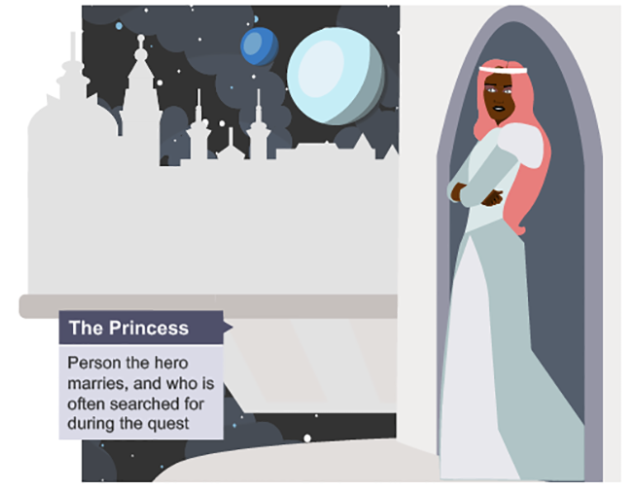 The Princess
Person the hero
marries, and who is
often searched for
during the quest